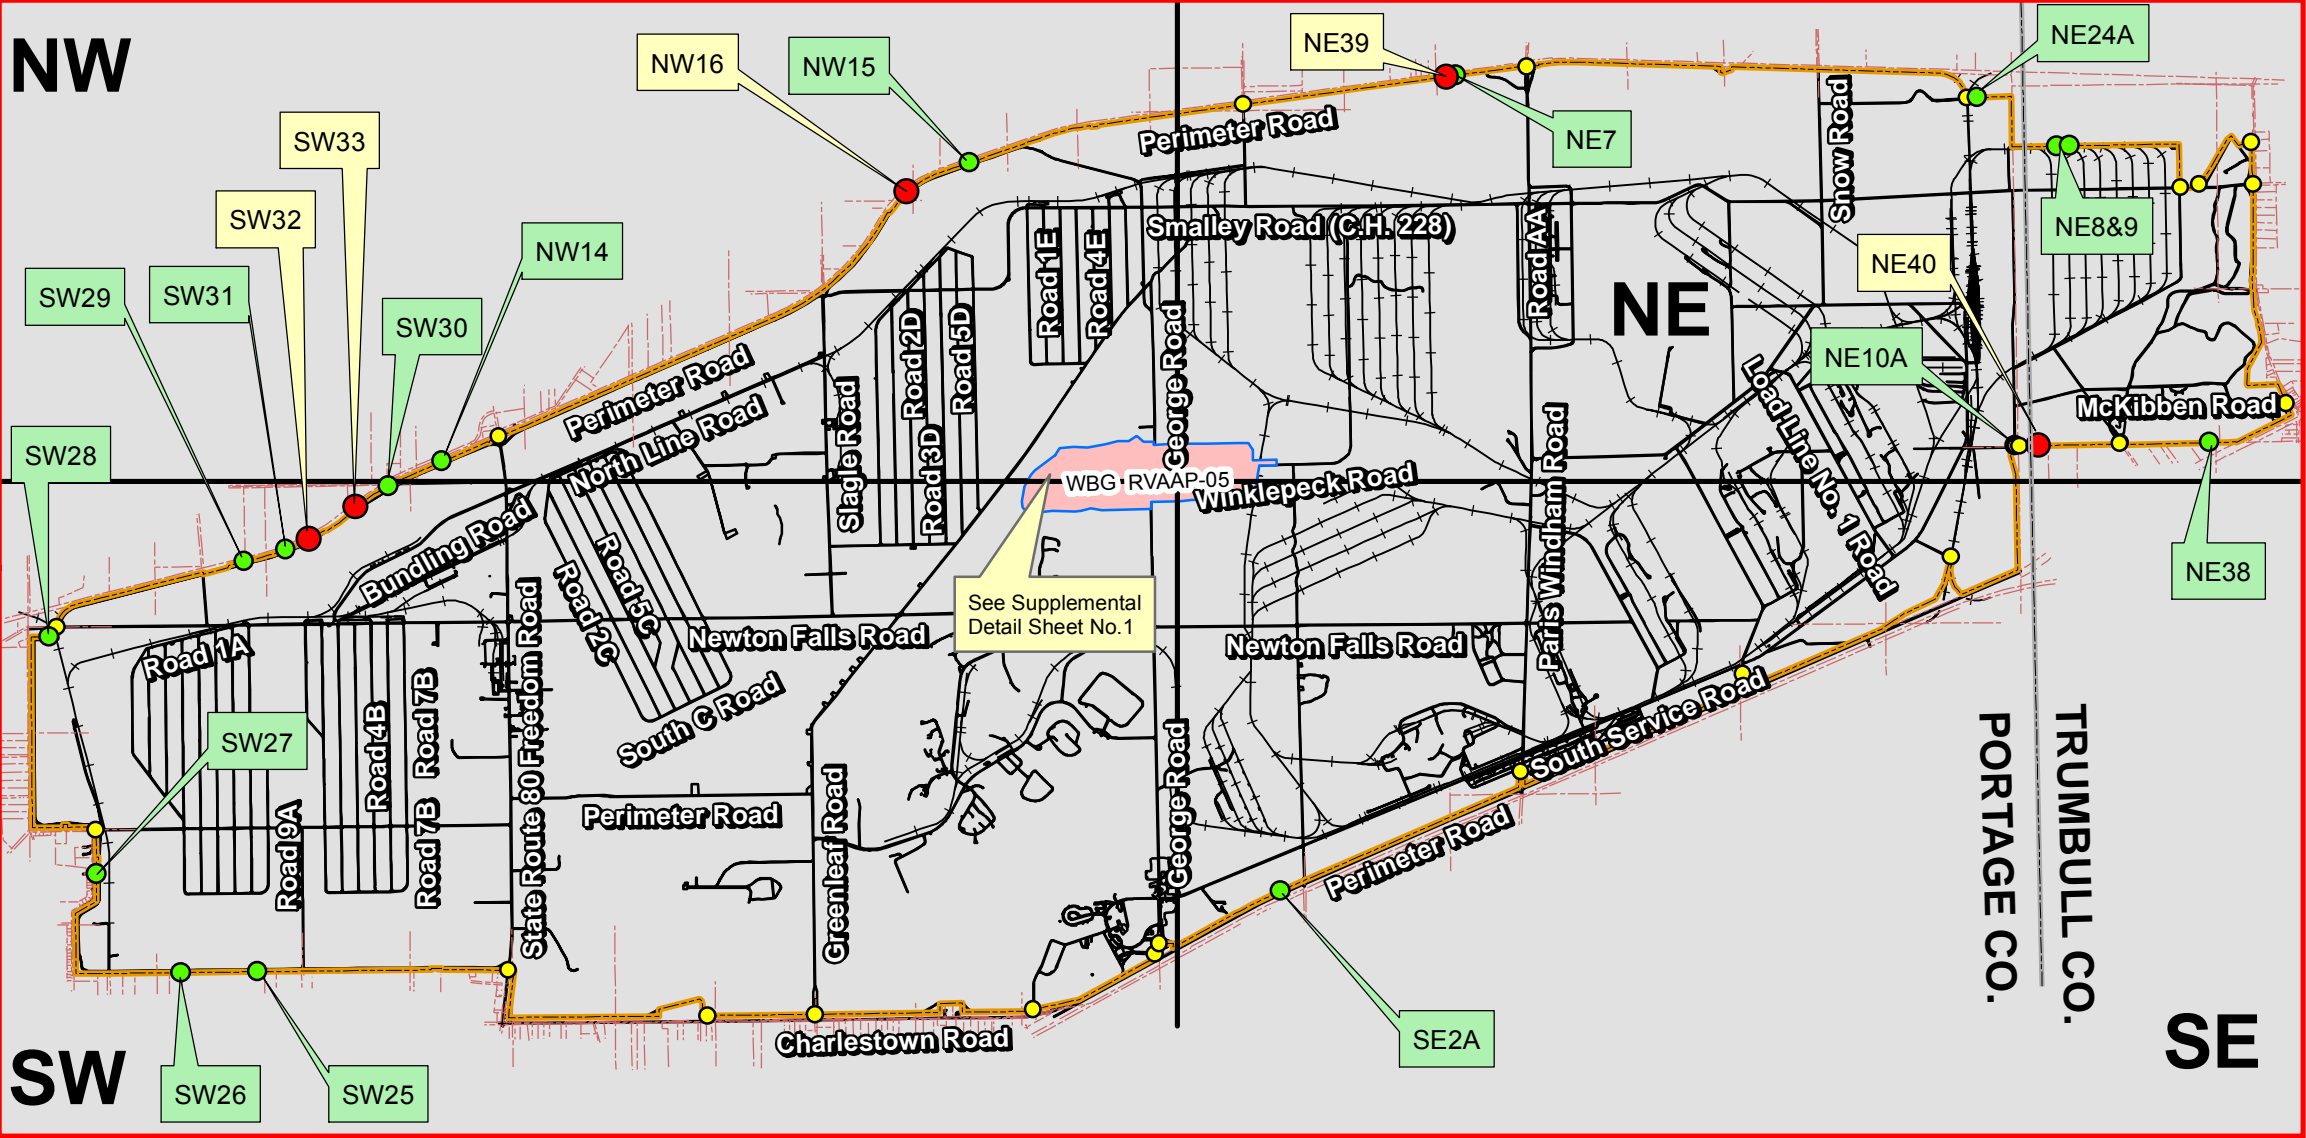 NW
NW16
NW15
NE39
NE24A
SW33
NE7
Perimeter Road
Snow Road
SW32
NW14
NE8&9
Smalley Road (C.H. 228)
SW29
SW31
SW30
Road 1E
Road 4E
Road AA
NE
NE40
George Road
Road 2D
Road 5D
Road 3D
NE10A
Perimeter Road
North Line Road
Slagle Road
Load Line No. 1 Road
McKibben Road
SW28
WBG RVAAP-05
Winklepeck Road
Paris Windham Road
Bundling Road
Road 5C
Road 2C
NE38
See Supplemental
Detail Sheet No.1
State Route 80 Freedom Road
Newton Falls Road
Newton Falls Road
Road 1A
South C Road
South Service Road
SW27
Road 4B
Road 7B
Road 7B
Road 9A
Perimeter Road
Greenleaf Road
George Road
Perimeter Road
PORTAGE CO.
TRUMBULL CO.
Charlestown Road
SE2A
SW
SW26
SW25
SE